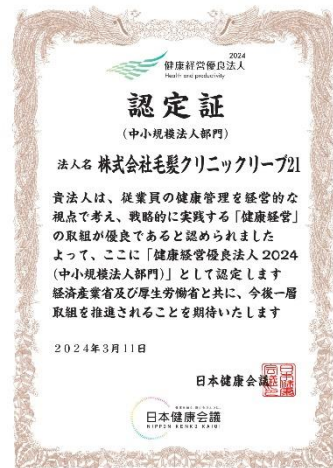 2024
健康経営優良法人
Health and productivity
認定証
(中小規模法人部門)
法人名 株式会社毛髪クリニックリーブ21
貴法人は、従業員の健康管理を経営的な
視点で考え、戦略的に実践する「健康経営」
の取組が優良であると認められました
よって、ここに「健康経営優良法人2024
(中小規模法人部門)」として認定します
経済産業省及び厚生労働省と共に、今後一層
取組を推進されることを期待いたします
2024年3月11日
日本健康会議
日本健康会議
NIPPON KENKO KAIGI